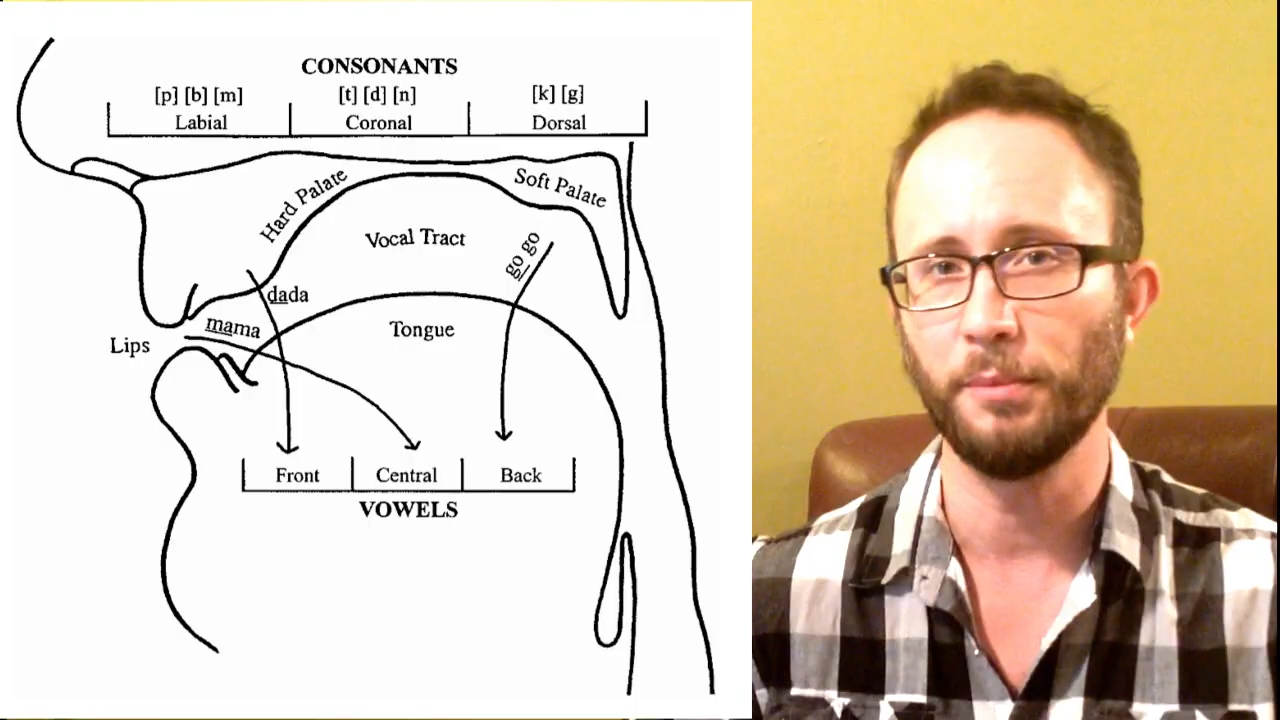 CONSONANTS
[p] [b] [m] [t] [d] [n] [k] [g]
Labial Coronal Dorsal
Hard Palate
Soft Palate
Vocal Tract
go go
dada
mama
Tongue
Lips
Front Central Back
VOWELS